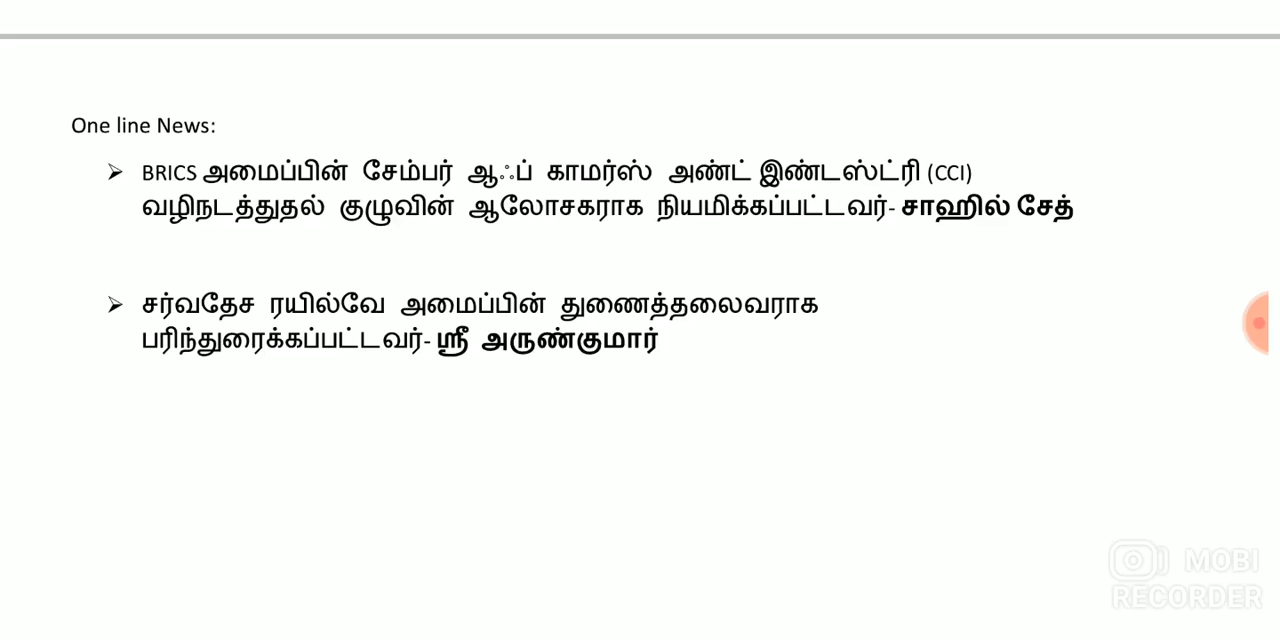 One line News:
➢ BRICS அமைப்பின் சேம்பர் ஆஃப் காமர்ஸ் அண்ட் இண்டஸ்ட்ரி (CCI)
வழிநடத்துதல் குழுவின் ஆலோசகராக நியமிக்கப்பட்டவர்- சாஹில் சேத்
➢ சர்வதேச ரயில்வே அமைப்பின் துணைத்தலைவராக
பரிந்துரைக்கப்பட்டவர்- ஸ்ரீ அருண்குமார்
MOBI
RECORDER